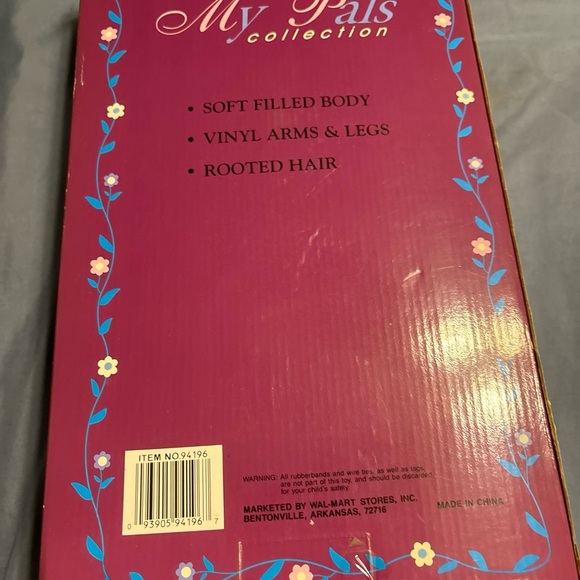 My Pals
collection
• SOFT FILLED BODY
• VINYL ARMS & LEGS
• ROOTED HAIR
ITEM NO.94196
0 93905 94196 7
WARNING: All rubberbands and wire ties, as well as tags,
are not part of this toy, and should be discarded
for your child's safety.
MARKETED BY WAL-MART STORES, INC.
BENTONVILLE, ARKANSAS, 72716
MADE IN CHINA